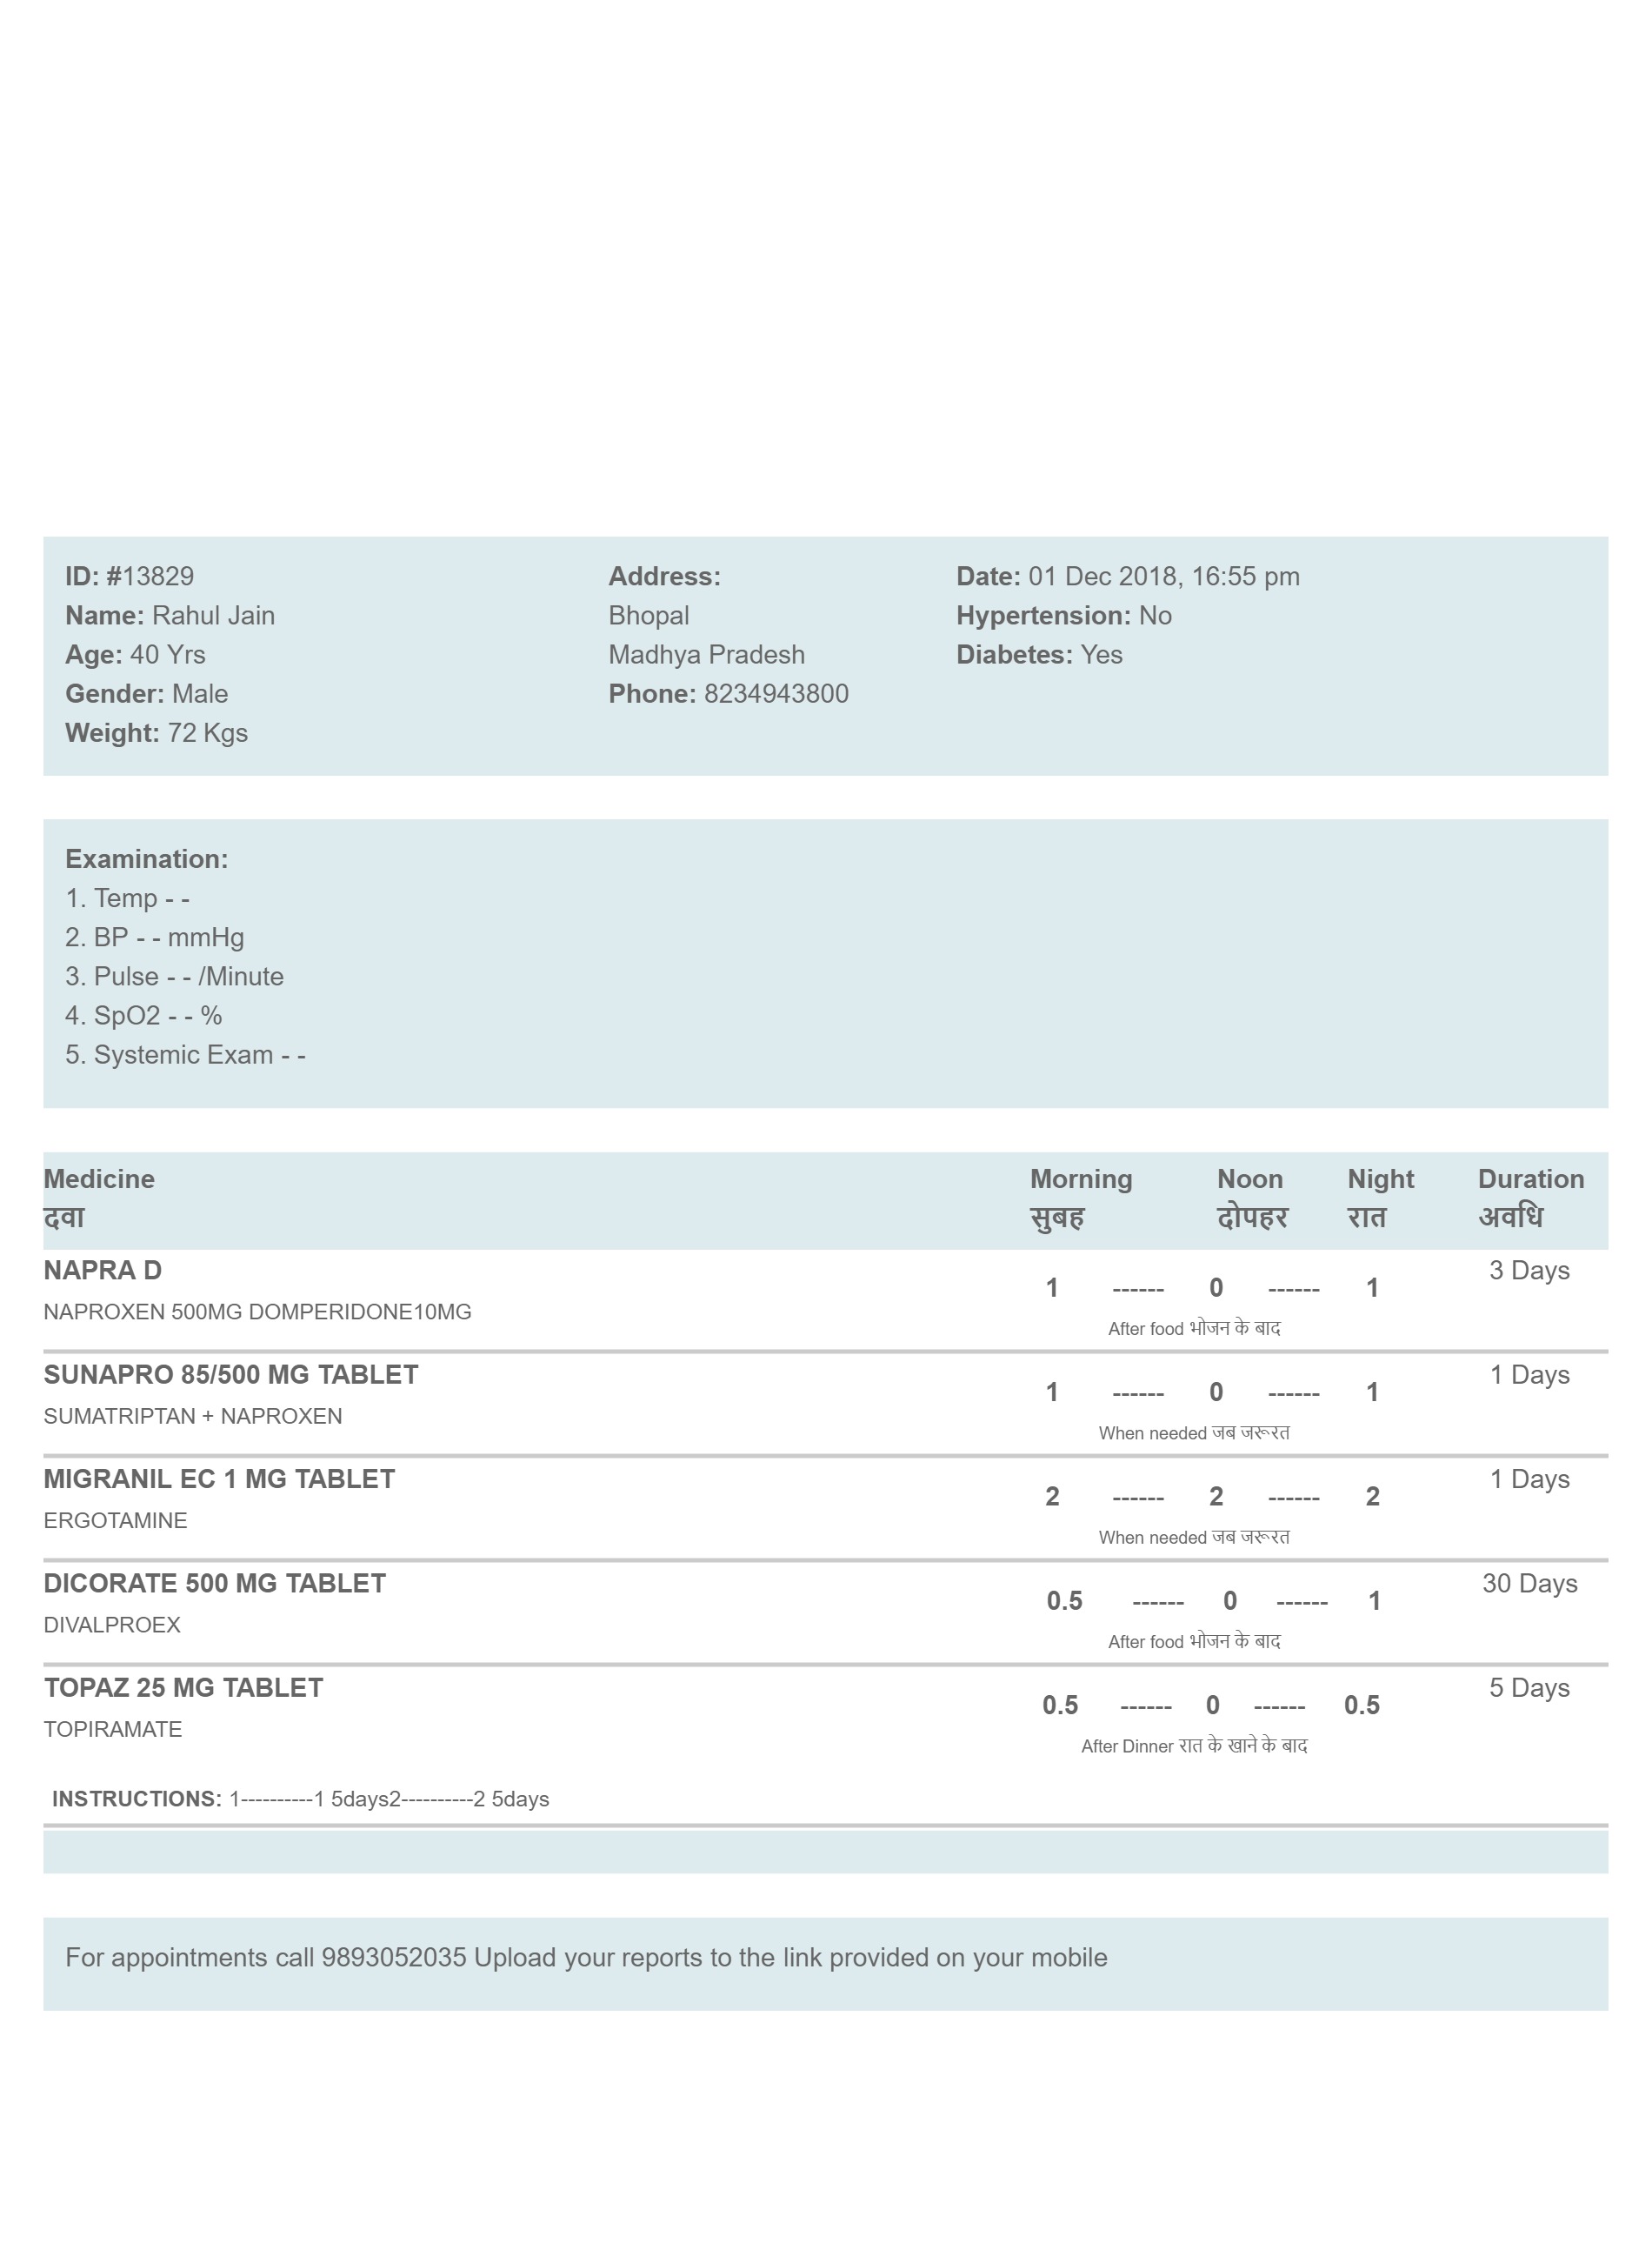 ID: #13829
Name: Rahul Jain
Age: 40 Yrs
Gender: Male
Weight: 72 Kgs
Address:
Bhopal
Madhya Pradesh
Phone: 8234943800
Date: 01 Dec 2018, 16:55 pm
Hypertension: No
Diabetes: Yes
Examination:
1. Temp - -
2. BP - - mmHg
3. Pulse - - /Minute
4. SpO2 - - %
5. Systemic Exam - -
Medicine Morning Noon Night Duration
दवा सुबह दोपहर रात अवधि
NAPRA D 3 Days
1 ------ 0 ------ 1
NAPROXEN 500MG DOMPERIDONE10MG
After food भोजन के बाद
SUNAPRO 85/500 MG TABLET 1 Days
1 ------ 0 ------ 1
SUMATRIPTAN + NAPROXEN
When needed जब जरूरत
MIGRANIL EC 1 MG TABLET 1 Days
2 ------ 2 ------ 2
ERGOTAMINE
When needed जब जरूरत
DICORATE 500 MG TABLET 30 Days
0.5 ------ 0 ------ 1
DIVALPROEX
After food भोजन के बाद
TOPAZ 25 MG TABLET 5 Days
0.5 ------ 0 ------ 0.5
TOPIRAMATE
After Dinner रात के खाने के बाद
INSTRUCTIONS: 1----------1 5days2----------2 5days
For appointments call 9893052035 Upload your reports to the link provided on your mobile